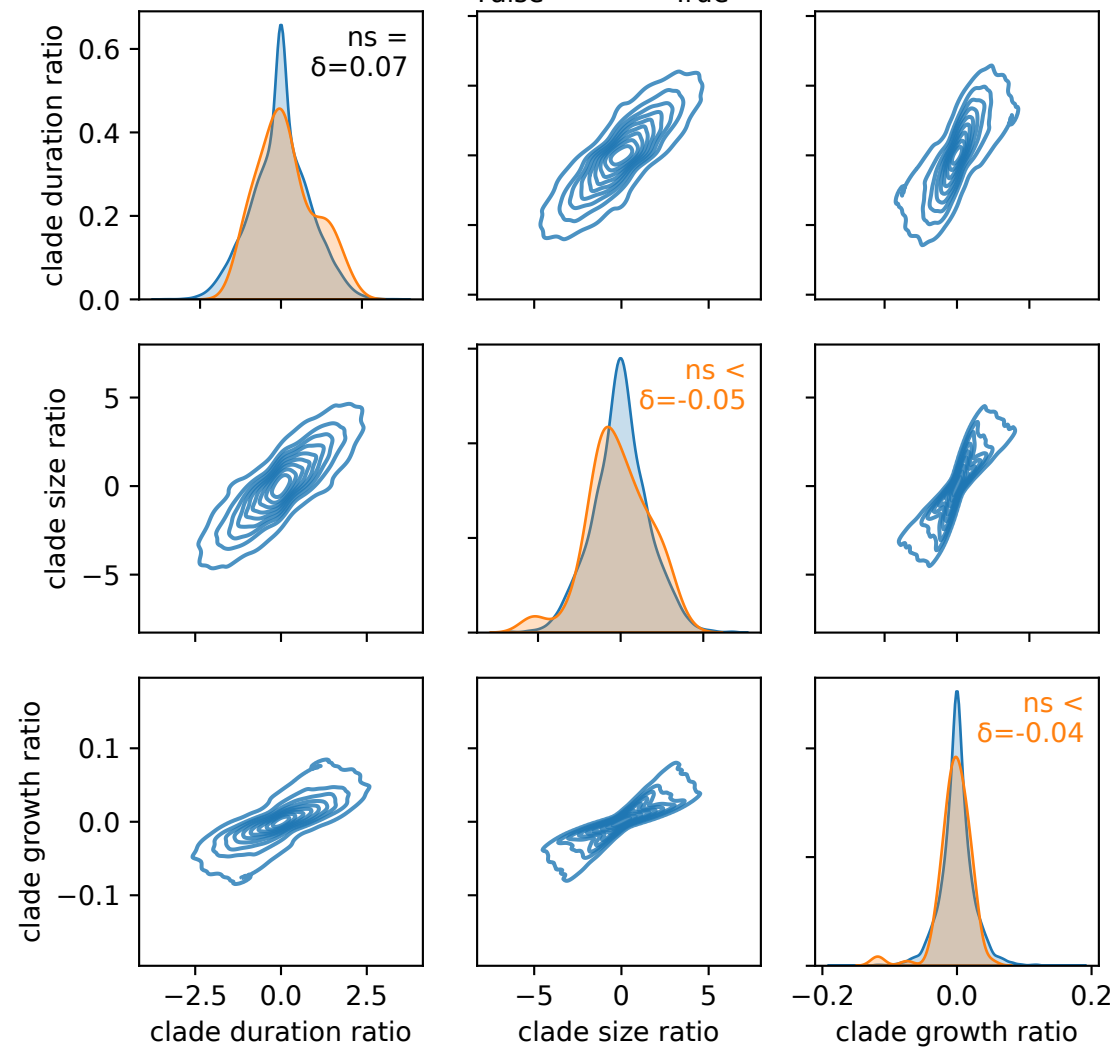 clade duration ratio
0.6
0.4
0.2
0.0
ns =
δ=0.07
clade size ratio
5
0
−5
ns <
δ=-0.05
clade growth ratio
0.1
0.0
−0.1
ns <
δ=-0.04
−2.5 0.0 2.5
−5 0 5
−0.2 0.0 0.2
clade duration ratio
clade size ratio
clade growth ratio